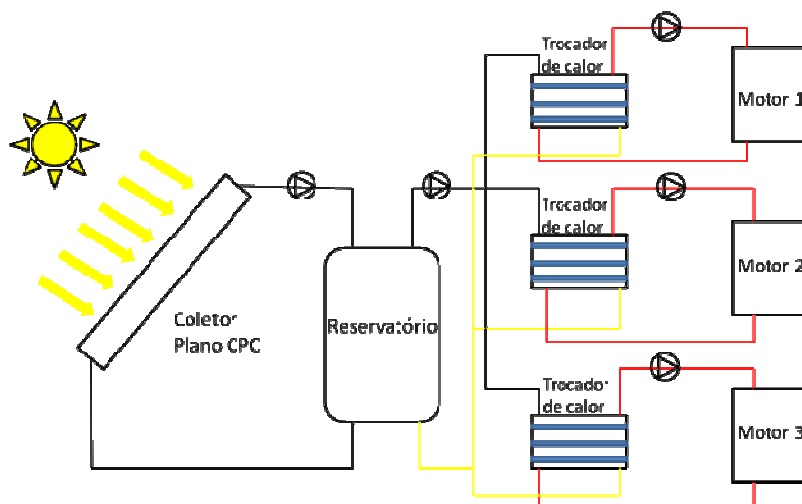 Trocador
de calor
Motor 1
Trocador
de calor
Motor 2
Coletor
Plano CPC
Reservatório
Trocador
de calor
Motor 3